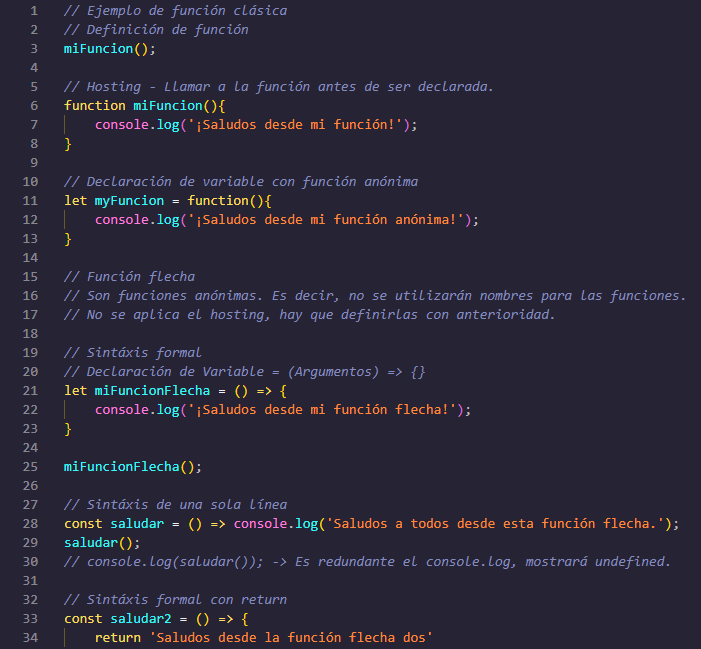 1 // Ejemplo de función clásica
2 // Definición de función
3 miFuncion();
4
5 // Hosting - Llamar a la función antes de ser declarada.
6 function miFuncion(){
7     console.log('¡Saludos desde mi función!');
8 }
9
10 // Declaración de variable con función anónima
11 let myFuncion = function(){
12     console.log('¡Saludos desde mi función anónima!');
13 }
14
15 // Función flecha
16 // Son funciones anónimas. Es decir, no se utilizarán nombres para las funciones.
17 // No se aplica el hosting, hay que definirlas con anterioridad.
18
19 // Sintáxis formal
20 // Declaración de Variable = (Argumentos) => {}
21 let miFuncionFlecha = () => {
22     console.log('¡Saludos desde mi función flecha!');
23 }
24
25 miFuncionFlecha();
26
27 // Sintáxis de una sola línea
28 const saludar = () => console.log('Saludos a todos desde esta función flecha.');
29 saludar();
30 // console.log(saludar()); -> Es redundante el console.log, mostrará undefined.
31
32 // Sintáxis formal con return
33 const saludar2 = () => {
34     return 'Saludos desde la función flecha dos'